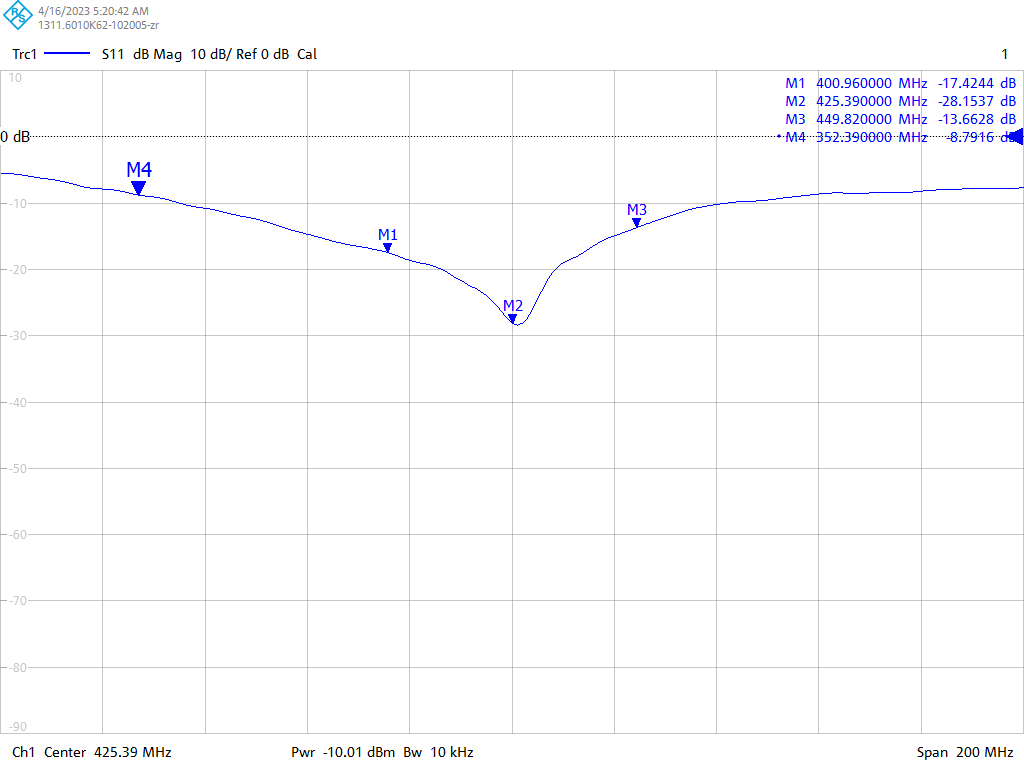 R S
4/16/2023 5:20:42 AM
1311.6010K62-102005-zr
Trc1 S11 dB Mag 10 dB/ Ref 0 dB Cal 1
10
M1 400.960000 MHz -17.4244 dB
M2 425.390000 MHz -28.1537 dB
M3 449.820000 MHz -13.6628 dB
0 dB
M4 352.390000 MHz -8.7916 dB
M4
-10
M3
M1
-20
M2
-30
-40
-50
-60
-70
-80
-90
Ch1 Center 425.39 MHz Pwr -10.01 dBm Bw 10 kHz Span 200 MHz